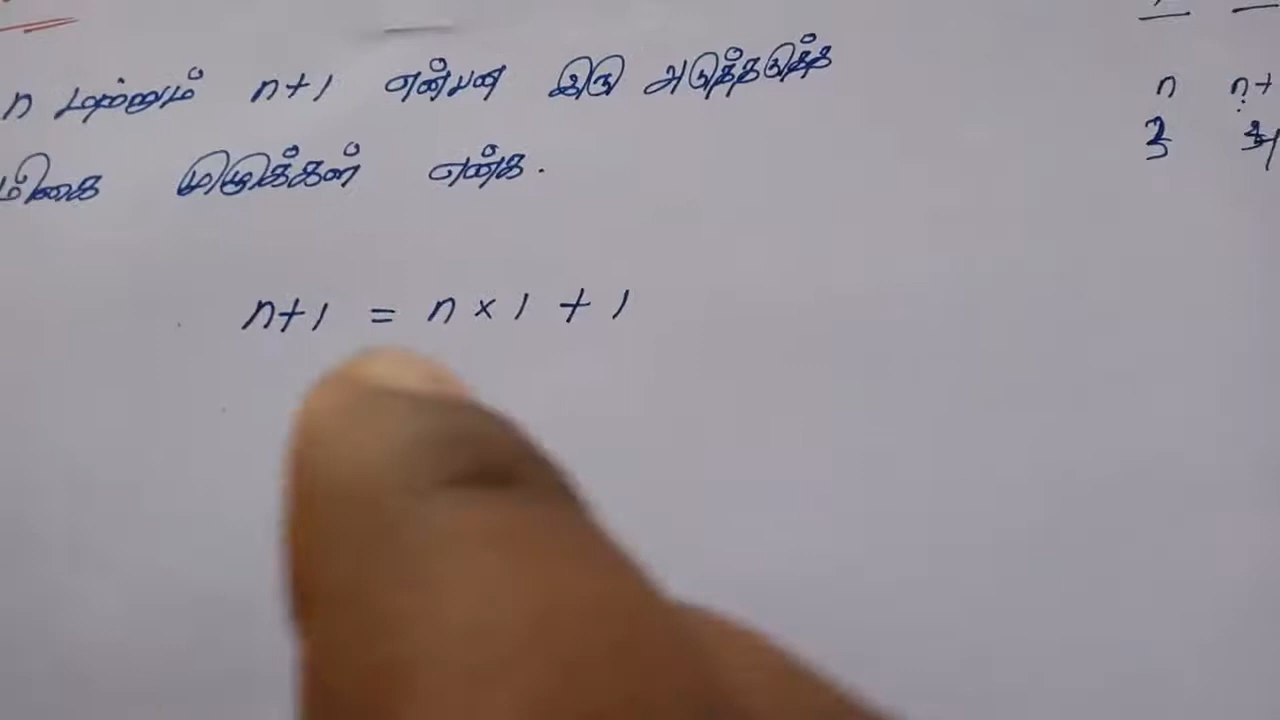 n மற்றும் n+1 என்பன இரு அடுத்தடுத்த
மிகை முழுக்கள் என்க.
n n+
n+1 = n × 1 + 1